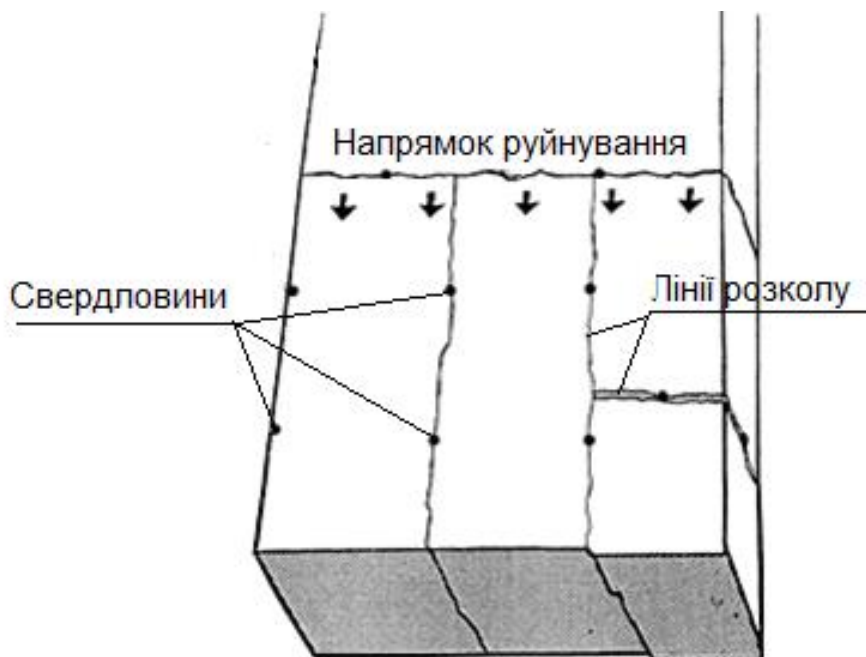 Напрямок руйнування
Свердловини
Лінії розколу